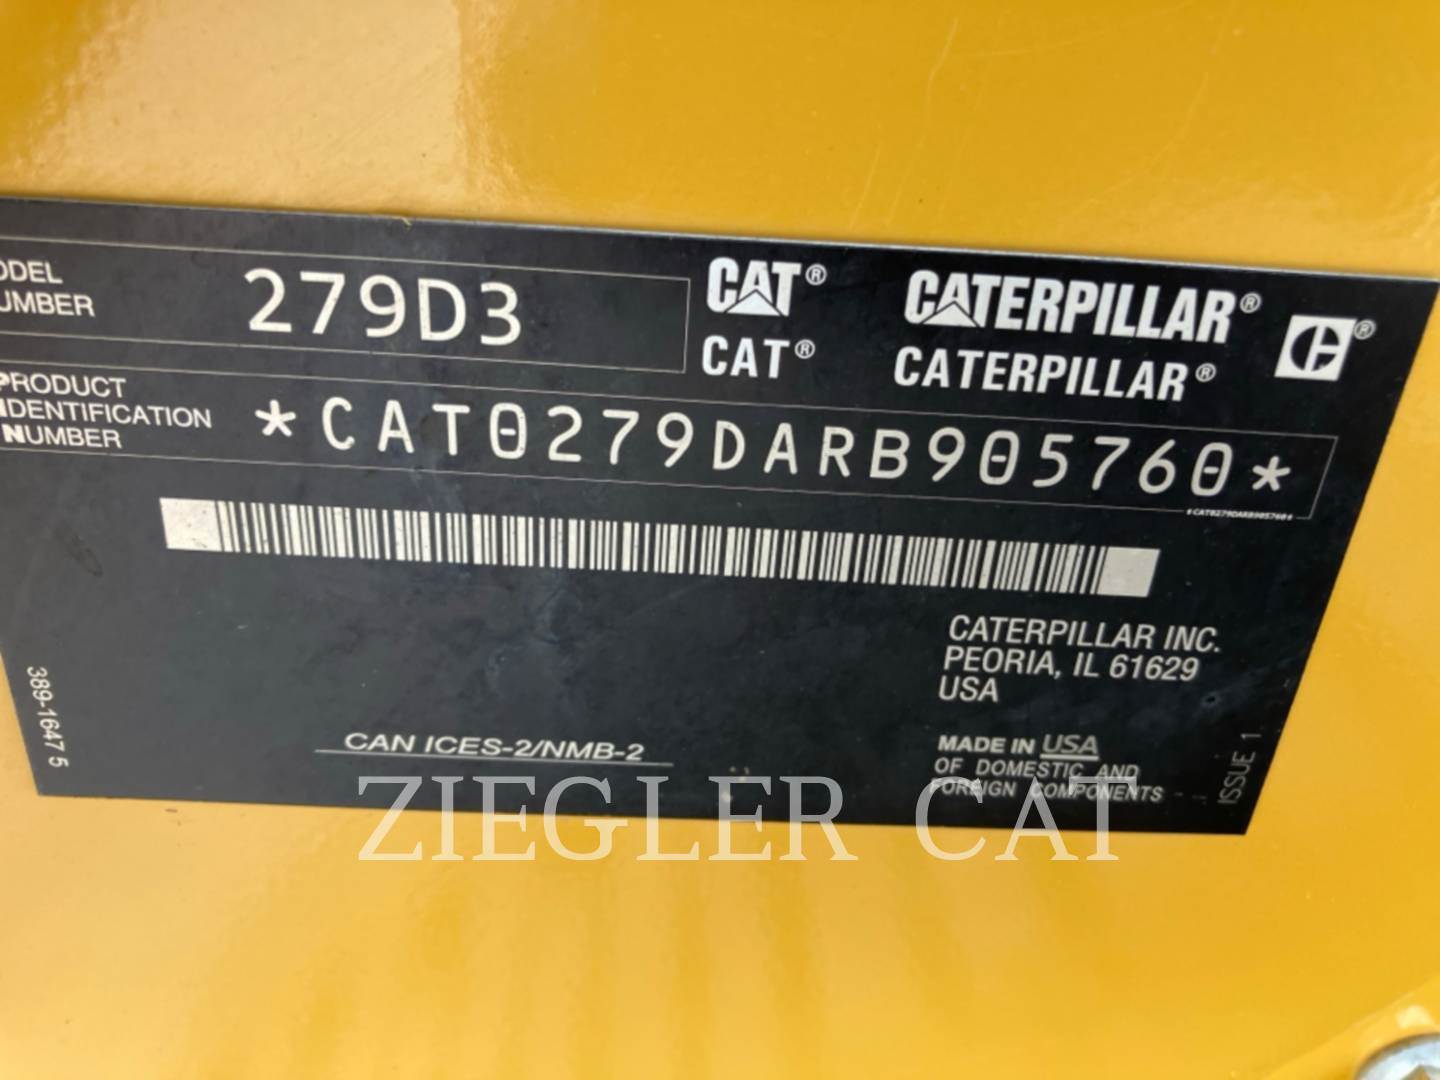 ODEL
UMBER
279D3
CAT® CATERPILLAR®
CAT® CATERPILLAR®
PRODUCT
IDENTIFICATION
NUMBER
*CAT0279DARB905760*
*CAT0279DARB905760*
CATERPILLAR INC.
PEORIA, IL 61629
USA
389-1647 5
CAN ICES-2/NMB-2
MADE IN USA
OF DOMESTIC AND
FOREIGN COMPONENTS
ISSUE 1
ZIEGLER CAT